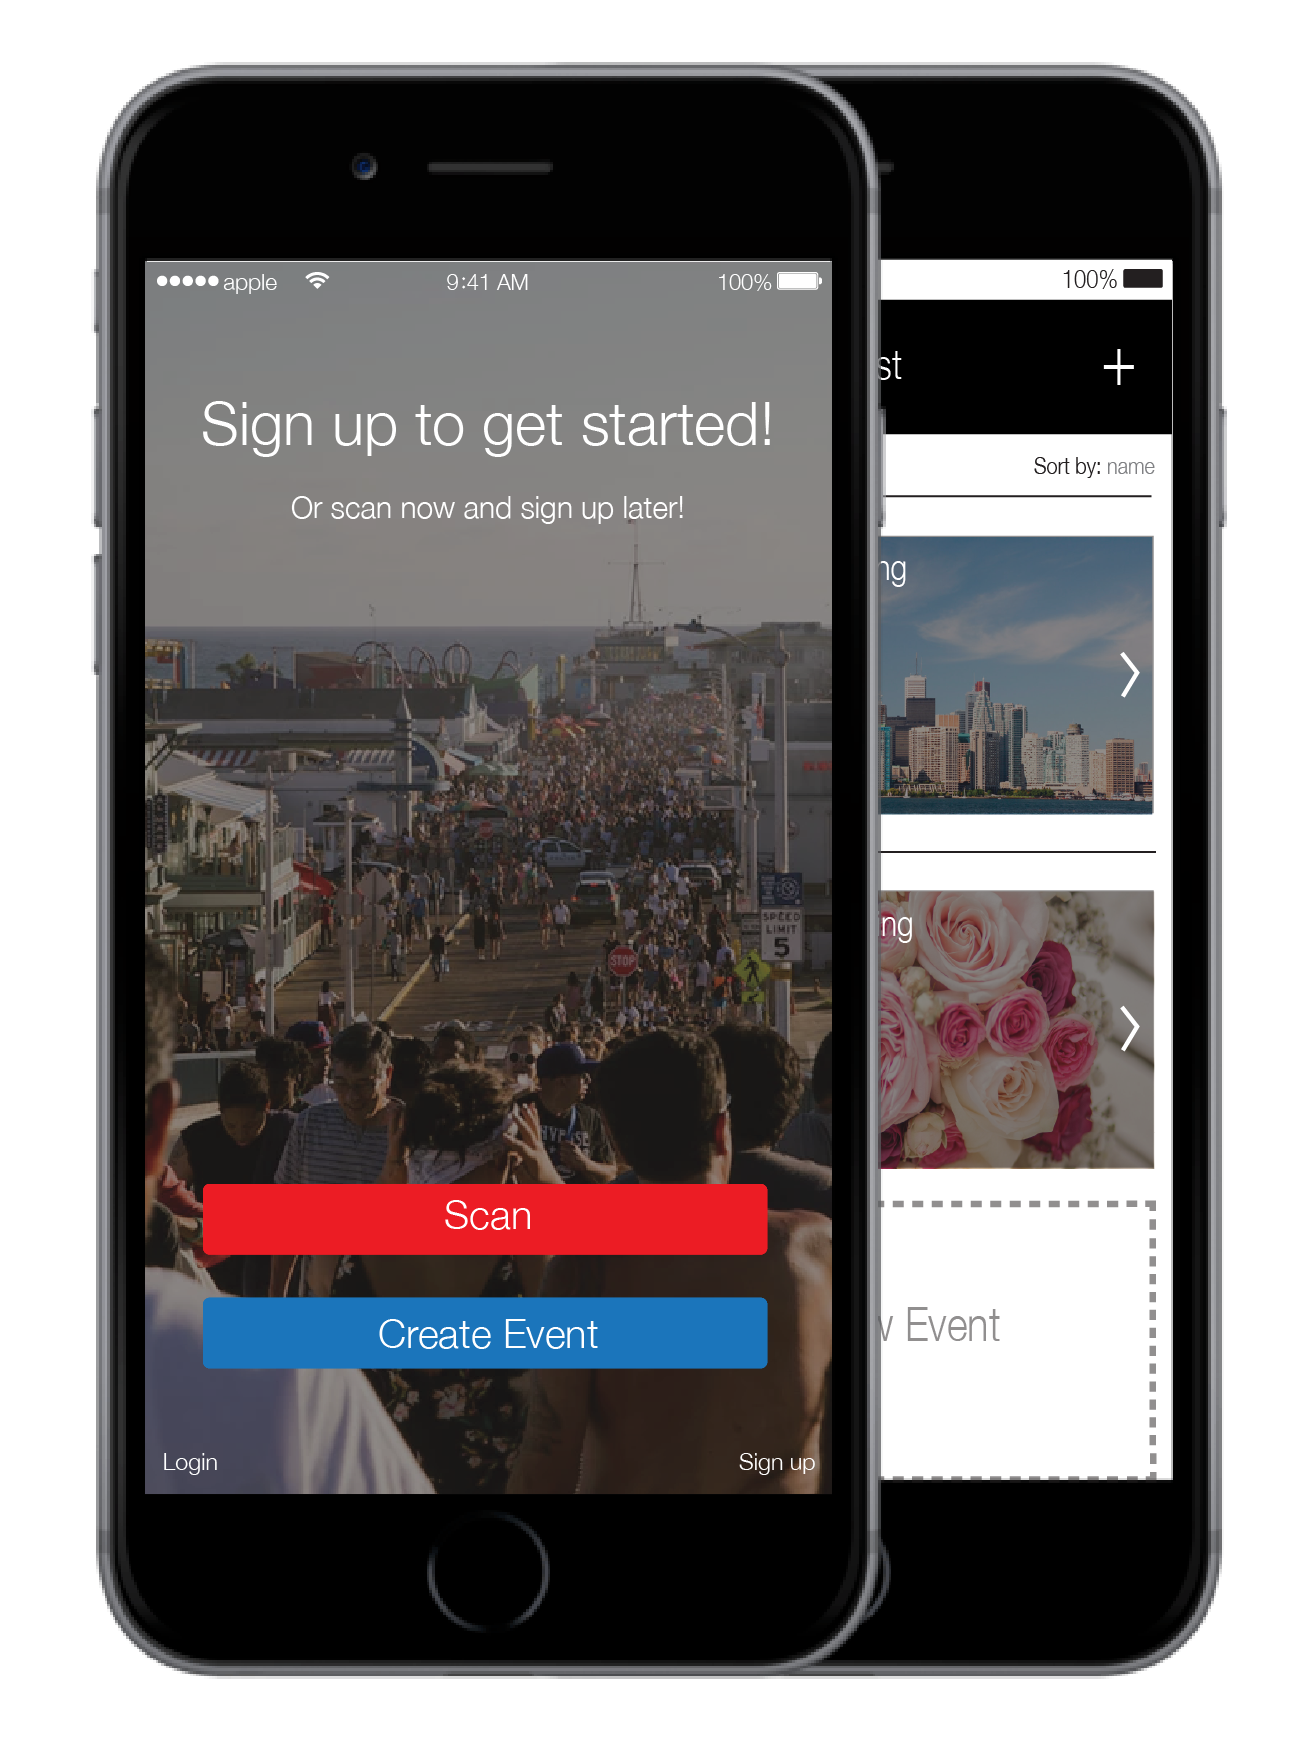 apple 9:41 AM 100%
Sign up to get started!
Or scan now and sign up later!
SPEED
LIMIT
5
STOP
Scan
Create Event
Login Sign up
100%
st +
Sort by: name
ng
ng
Event